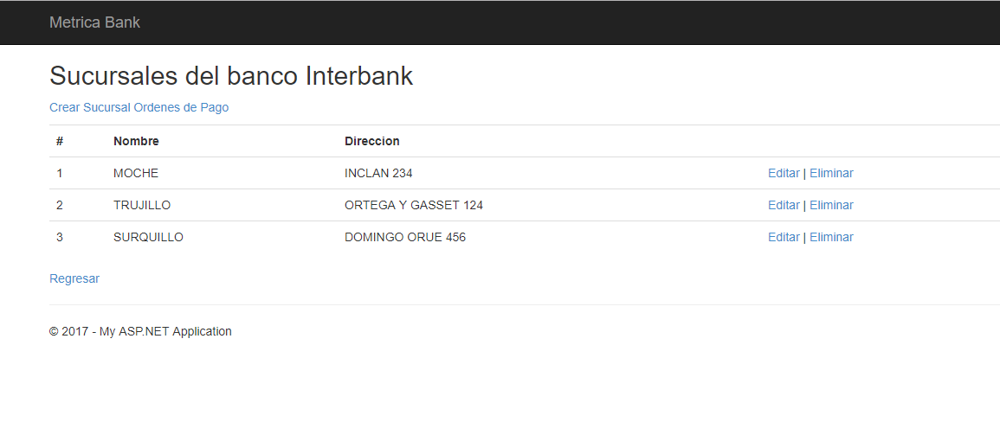 Metrica Bank
Sucursales del banco Interbank
Crear Sucursal Ordenes de Pago
# Nombre Direccion
1 MOCHE INCLAN 234 Editar | Eliminar
2 TRUJILLO ORTEGA Y GASSET 124 Editar | Eliminar
3 SURQUILLO DOMINGO ORUE 456 Editar | Eliminar
Regresar
© 2017 - My ASP.NET Application